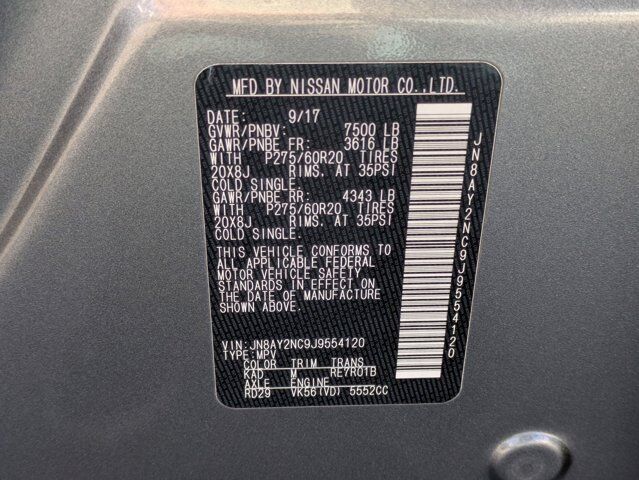 MFD BY NISSAN MOTOR CO.,LTD.
DATE: 9/17
GVWR/PNBV: 7500 LB
GAWR/PNBE FR: 3616 LB
WITH P275/60R20 TIRES
20X8J RIMS. AT 35PSI
COLD SINGLE.
GAWR/PNBE RR: 4343 LB
WITH P275/60R20 TIRES
20X8J RIMS. AT 35PSI
COLD SINGLE.
THIS VEHICLE CONFORMS TO
ALL APPLICABLE FEDERAL
MOTOR VEHICLE SAFETY
STANDARDS IN EFFECT ON
THE DATE OF MANUFACTURE
SHOWN ABOVE.
VIN: JN8AY2NC9J9554120
TYPE: MPV
COLOR TRIM TRANS
KAD M RE7R01B
AXLE ENGINE
RD29 VK56(VD) 5552CC
JN8AY2NC9J9554120